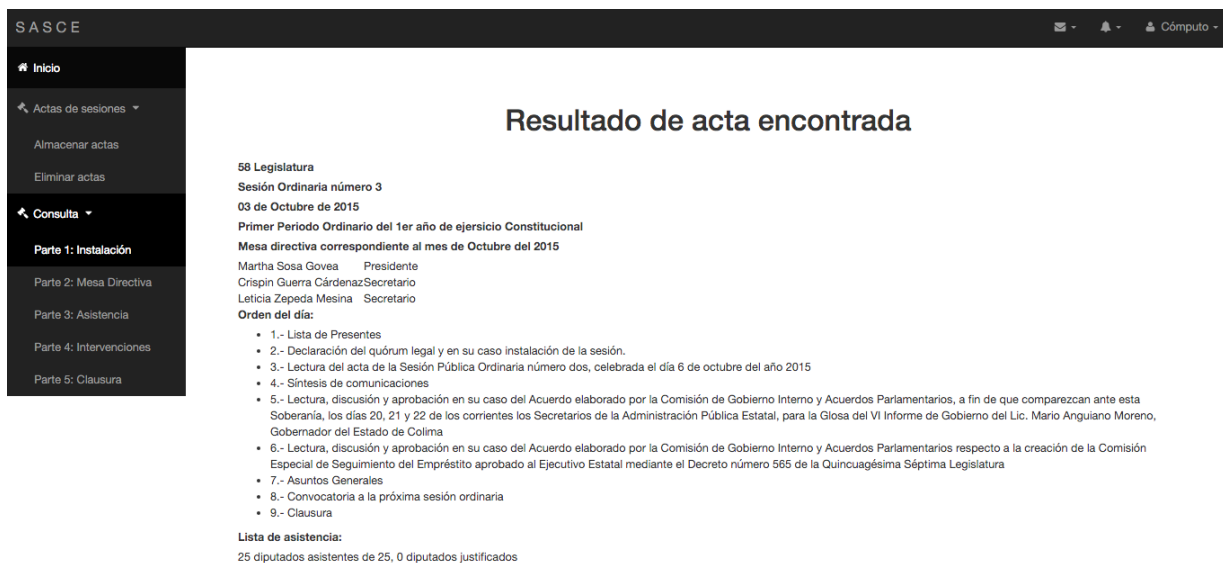 SASCE
Cómputo
Inicio
Actas de sesiones
Almacenar actas
Eliminar actas
Consulta
Parte 1: Instalación
Parte 2: Mesa Directiva
Parte 3: Asistencia
Parte 4: Intervenciones
Parte 5: Clausura
Resultado de acta encontrada
58 Legislatura
Sesión Ordinaria número 3
03 de Octubre de 2015
Primer Periodo Ordinario del 1er año de ejersicio Constitucional
Mesa directiva correspondiente al mes de Octubre del 2015
Martha Sosa Govea Presidente
Crispin Guerra CárdenazSecretario
Leticia Zepeda Mesina Secretario
Orden del día:
• 1.- Lista de Presentes
• 2.- Declaración del quórum legal y en su caso instalación de la sesión.
• 3.- Lectura del acta de la Sesión Pública Ordinaria número dos, celebrada el día 6 de octubre del año 2015
• 4.- Síntesis de comunicaciones
• 5.- Lectura, discusión y aprobación en su caso del Acuerdo elaborado por la Comisión de Gobierno Interno y Acuerdos Parlamentarios, a fin de que comparezcan ante esta
Soberanía, los días 20, 21 y 22 de los corrientes los Secretarios de la Administración Pública Estatal, para la Glosa del VI Informe de Gobierno del Lic. Mario Anguiano Moreno,
Gobernador del Estado de Colima
• 6.- Lectura, discusión y aprobación en su caso del Acuerdo elaborado por la Comisión de Gobierno Interno y Acuerdos Parlamentarios respecto a la creación de la Comisión
Especial de Seguimiento del Empréstito aprobado al Ejecutivo Estatal mediante el Decreto número 565 de la Quincuagésima Séptima Legislatura
• 7.- Asuntos Generales
• 8.- Convocatoria a la próxima sesión ordinaria
• 9.- Clausura
Lista de asistencia:
25 diputados asistentes de 25, 0 diputados justificados